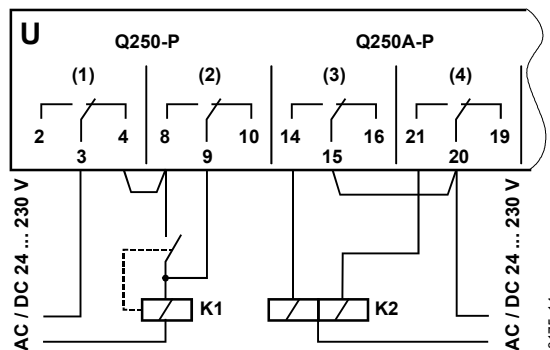 U
Q250-P Q250A-P
(1) (2) (3) (4)
2 4 8 10 14 16 21 19
3 9 15 20
AC / DC 24 ... 230 V
AC / DC 24 ... 230 V
K1 K2